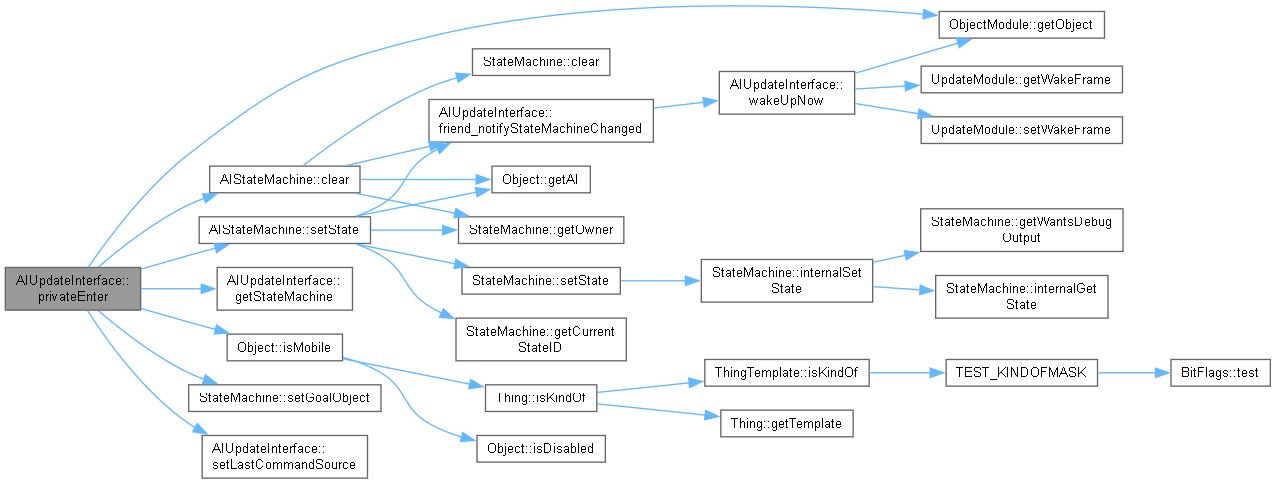 ObjectModule::getObject
StateMachine::clear
AIUpdateInterface::
wakeUpNow
UpdateModule::getWakeFrame
AIUpdateInterface::
friend_notifyStateMachineChanged
UpdateModule::setWakeFrame
AIStateMachine::clear
Object::getAI
AIStateMachine::setState
StateMachine::getOwner
StateMachine::getWantsDebug
Output
AIUpdateInterface::
privateEnter
AIUpdateInterface::
getStateMachine
StateMachine::setState
StateMachine::internalSet
State
StateMachine::internalGet
State
Object::isMobile
StateMachine::getCurrent
StateID
ThingTemplate::isKindOf
TEST_KINDOFMASK
BitFlags::test
StateMachine::setGoalObject
Thing::isKindOf
Thing::getTemplate
AIUpdateInterface::
setLastCommandSource
Object::isDisabled